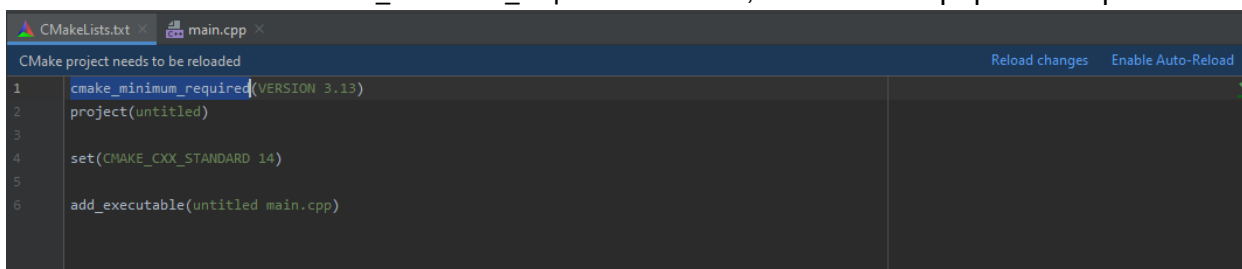 CMakeLists.txt main.cpp
CMake project needs to be reloaded Reload changes Enable Auto-Reload
1 cmake_minimum_required(VERSION 3.13)
2 project(untitled)
3
4 set(CMAKE_CXX_STANDARD 14)
5
6 add_executable(untitled main.cpp)